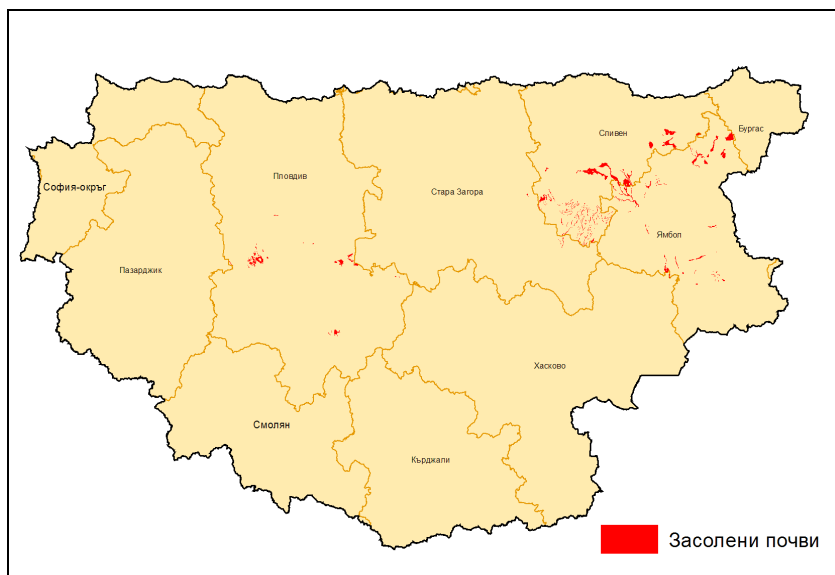 Сливен
Бургас
Пловдив
София-окръг
Стара Загора
Ямбол
Пазарджик
Хасково
Смолян
Кърджали
Засолени почви